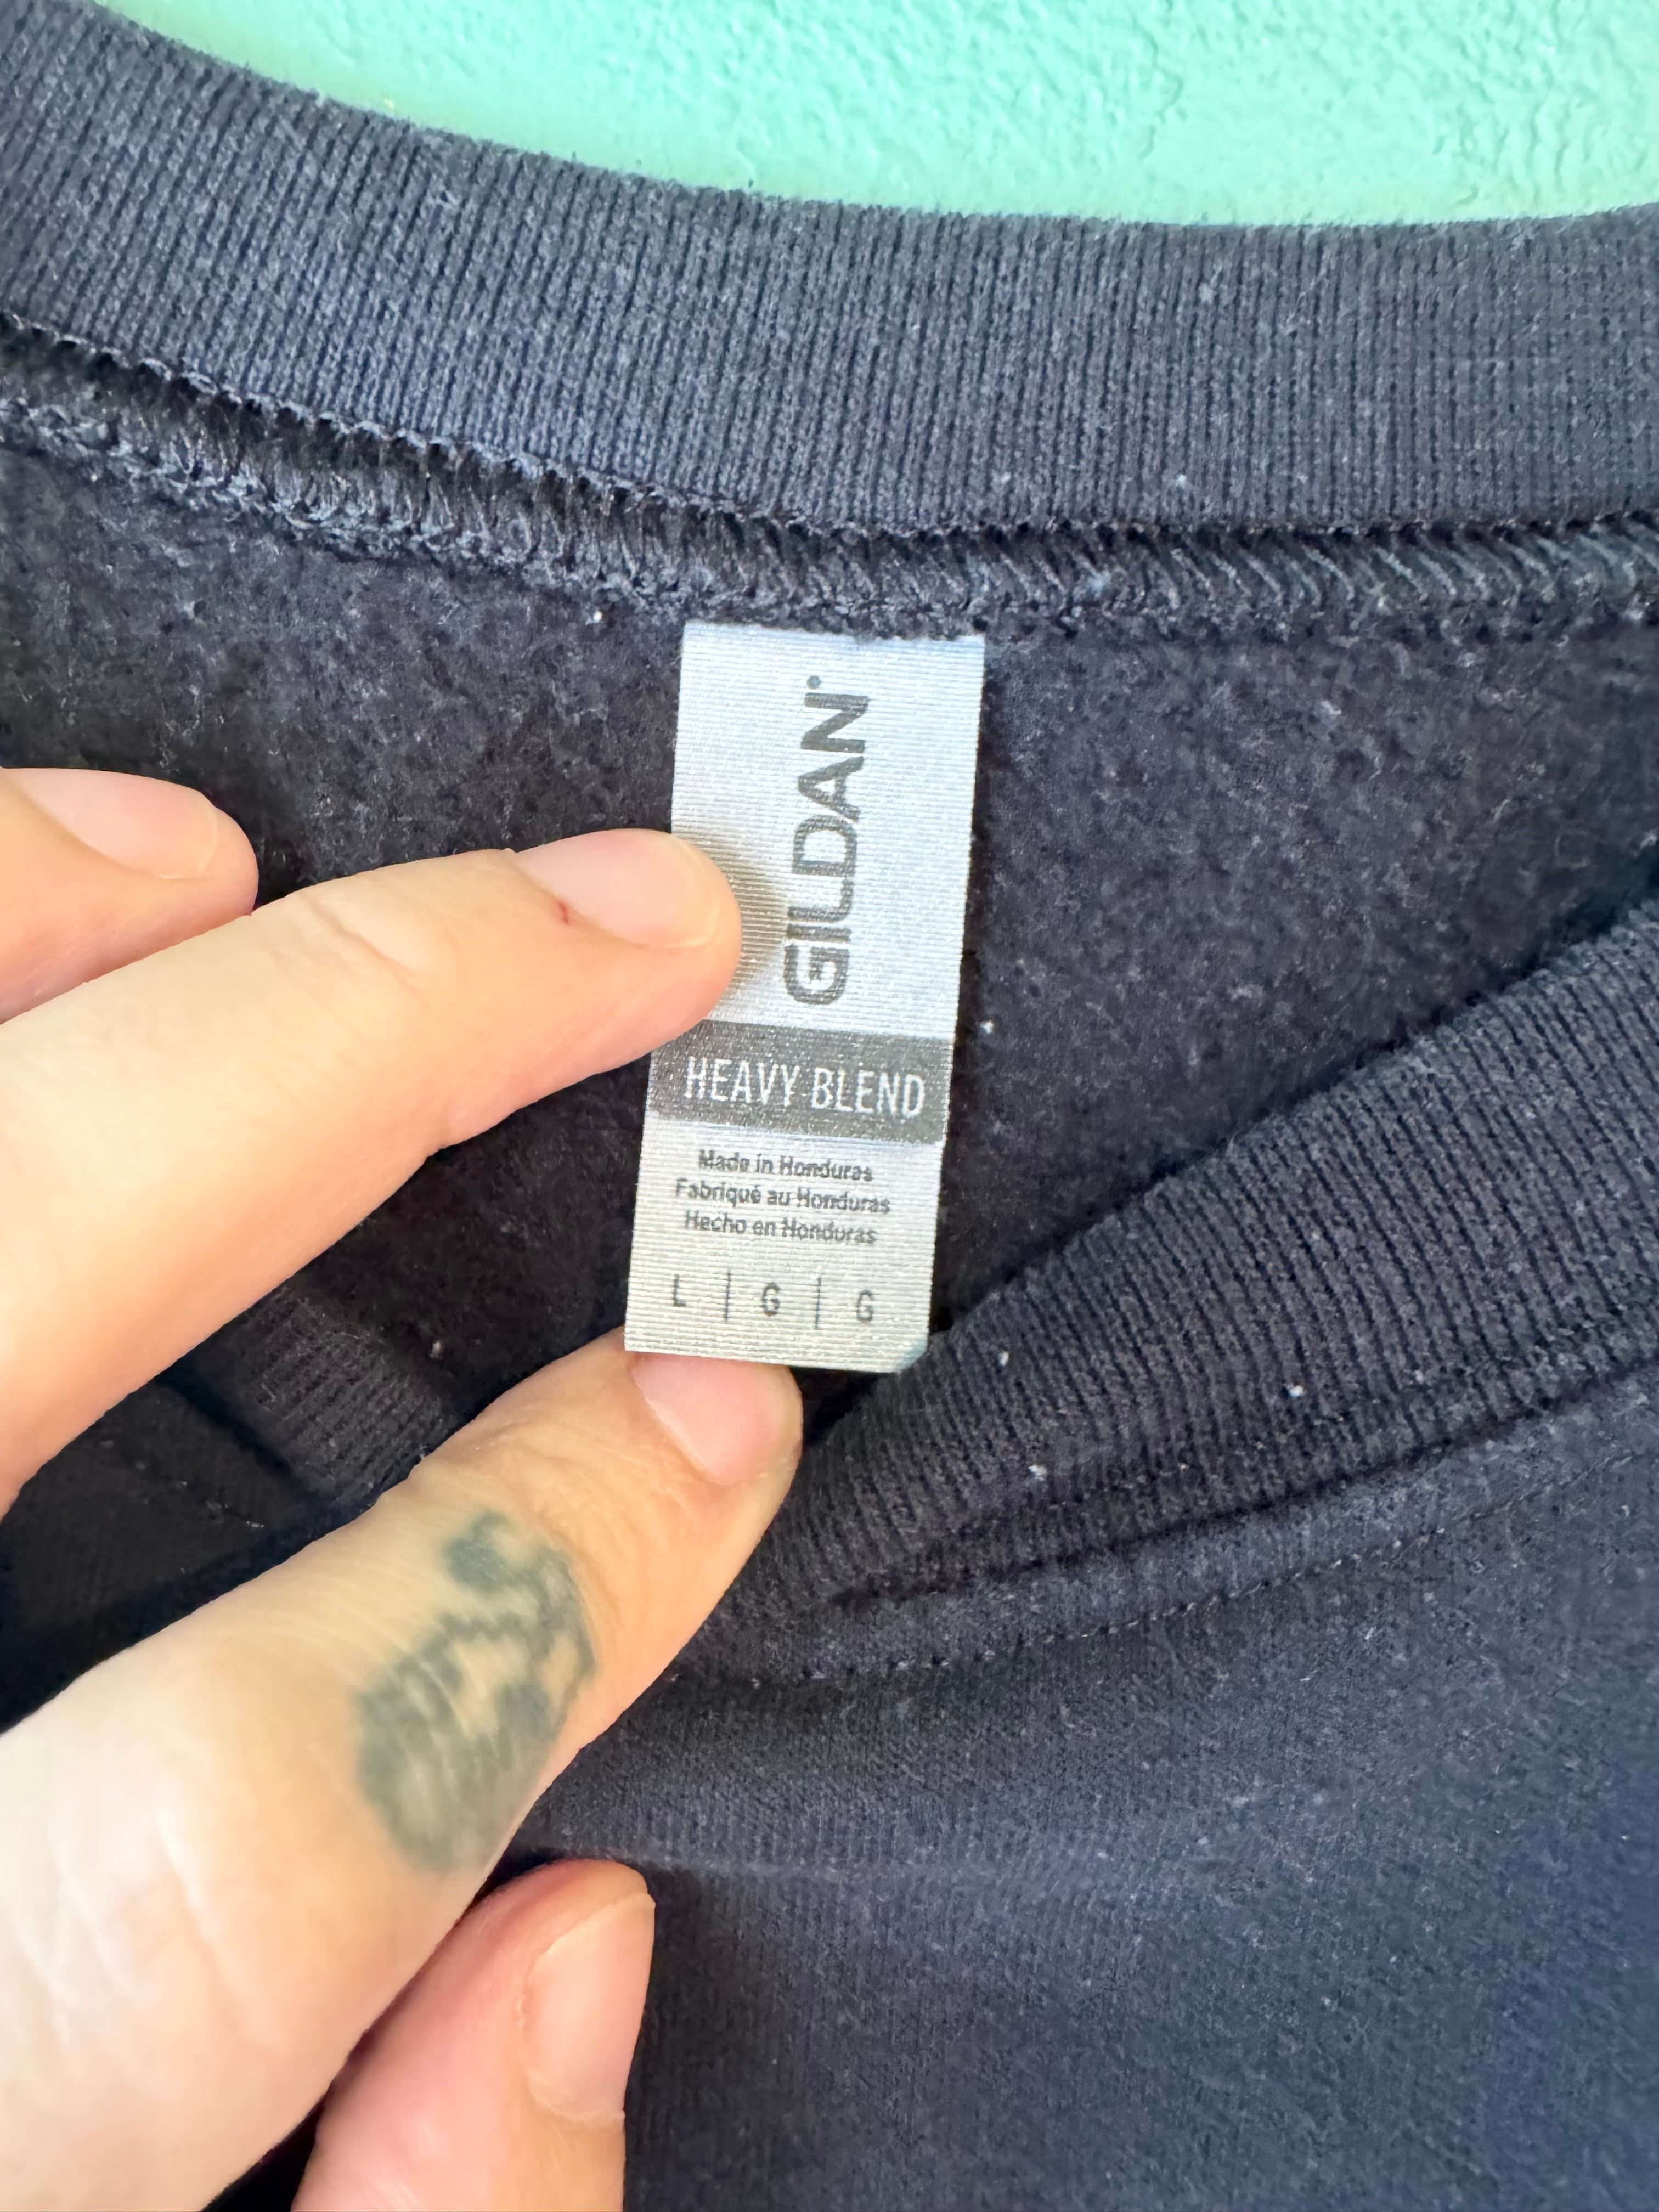 GILDAN
HEAVY BLEND
Made in Honduras
Fabriqué au Honduras
Hecho en Honduras
L | G | G